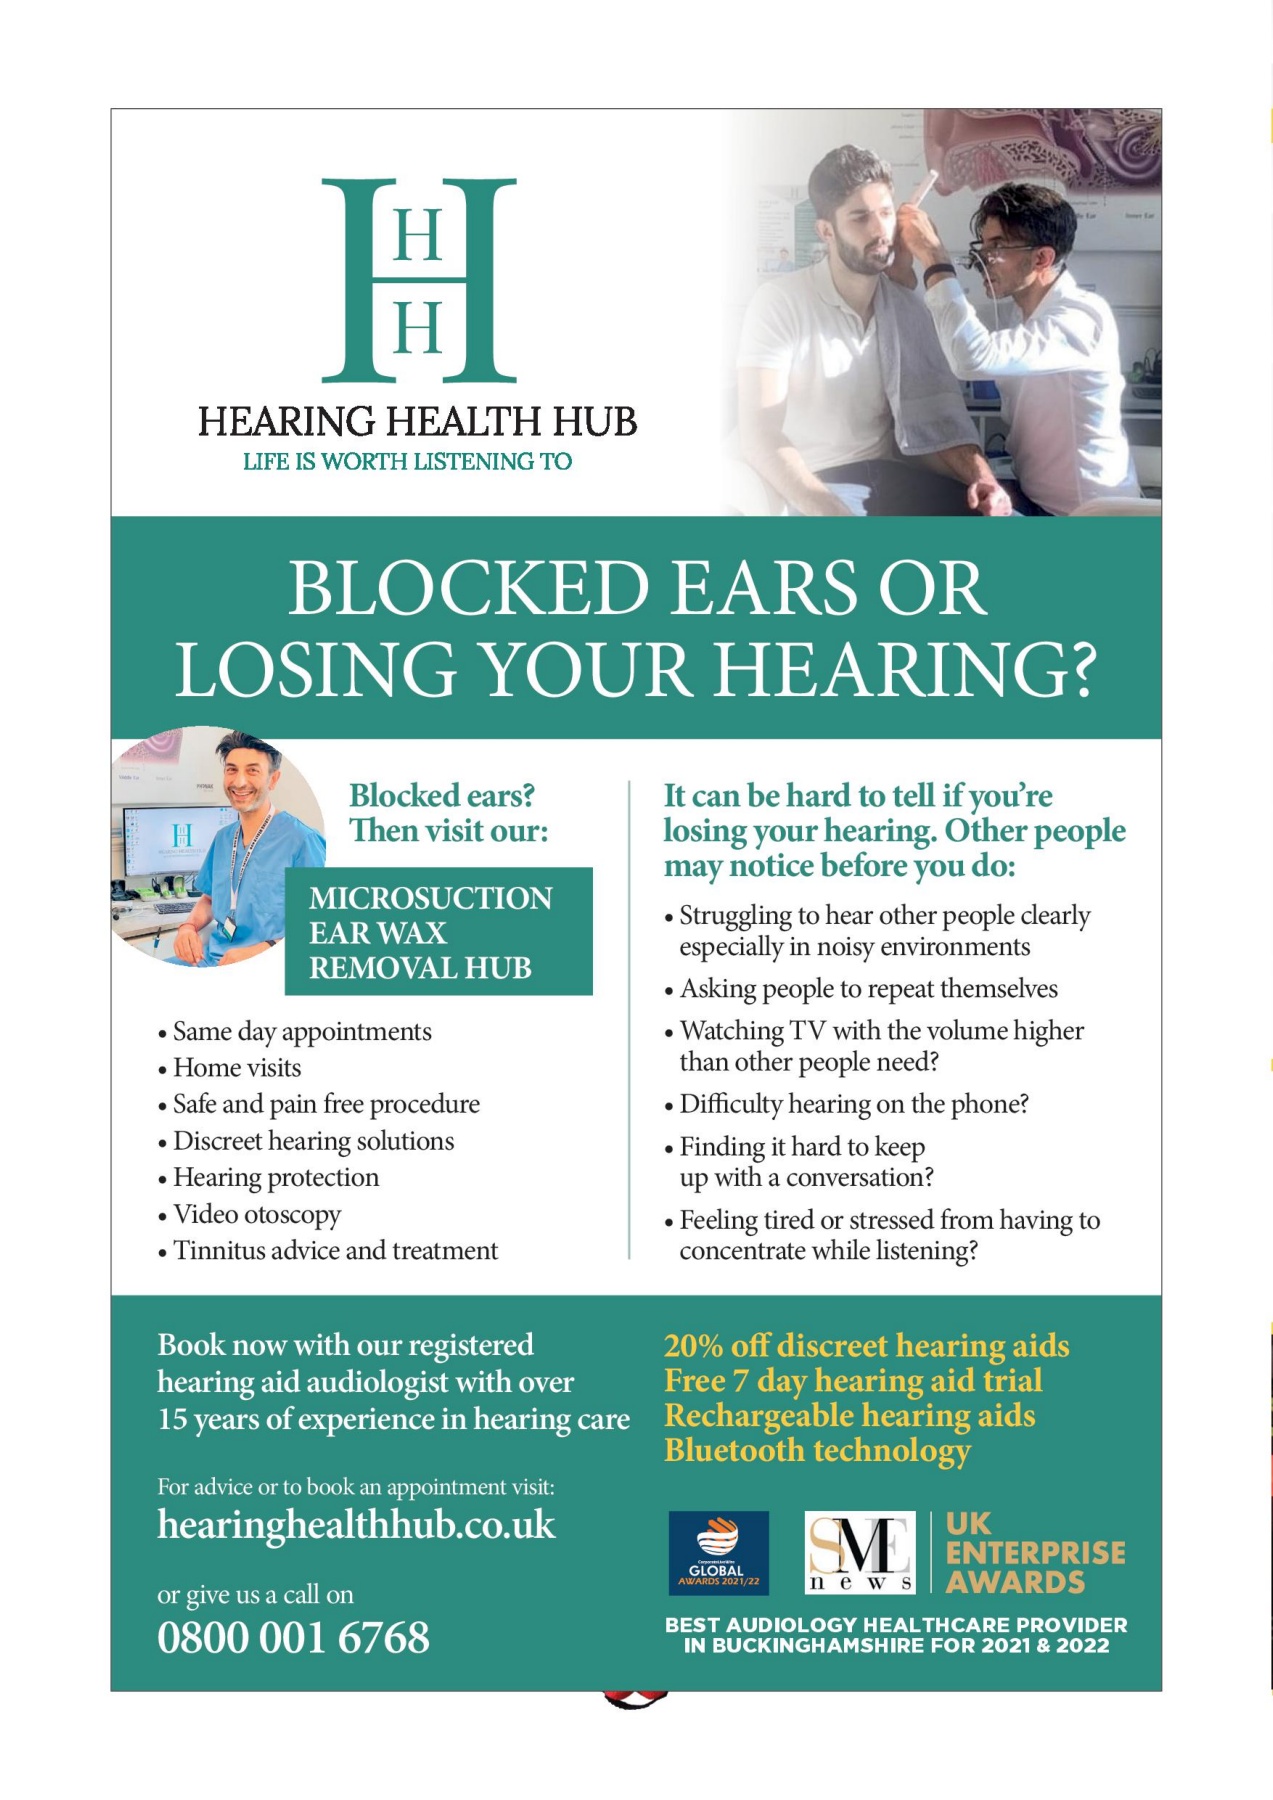 H
H
H
HEARING HEALTH HUB
LIFE IS WORTH LISTENING TO
BLOCKED EARS OR
LOSING YOUR HEARING?
Blocked ears?
Then visit our:
MICROSUCTION
EAR WAX
REMOVAL HUB
• Same day appointments
• Home visits
• Safe and pain free procedure
• Discreet hearing solutions
• Hearing protection
• Video otoscopy
• Tinnitus advice and treatment
It can be hard to tell if you’re
losing your hearing. Other people
may notice before you do:
• Struggling to hear other people clearly
especially in noisy environments
• Asking people to repeat themselves
• Watching TV with the volume higher
than other people need?
• Difficulty hearing on the phone?
• Finding it hard to keep
up with a conversation?
• Feeling tired or stressed from having to
concentrate while listening?
Book now with our registered
hearing aid audiologist with over
15 years of experience in hearing care
For advice or to book an appointment visit:
hearinghealthhub.co.uk
or give us a call on
0800 001 6768
20% off discreet hearing aids
Free 7 day hearing aid trial
Rechargeable hearing aids
Bluetooth technology
GLOBAL
AWARDS 2021/22
SME
news
UK
ENTERPRISE
AWARDS
BEST AUDIOLOGY HEALTHCARE PROVIDER
IN BUCKINGHAMSHIRE FOR 2021 & 2022